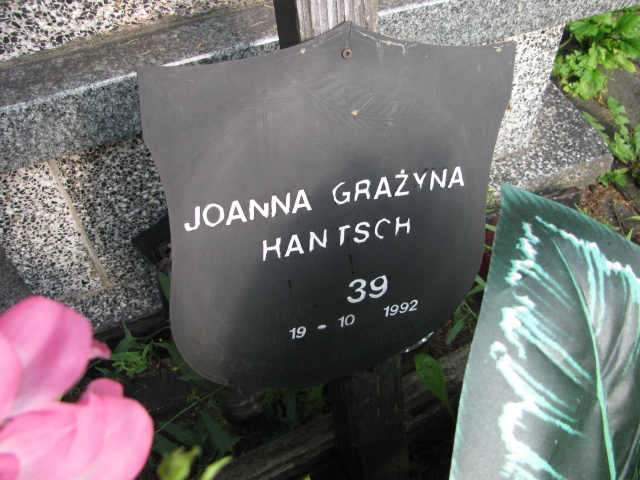 JOANNA GRAŻYNA
HANTSCH
39
19 - 10 1992